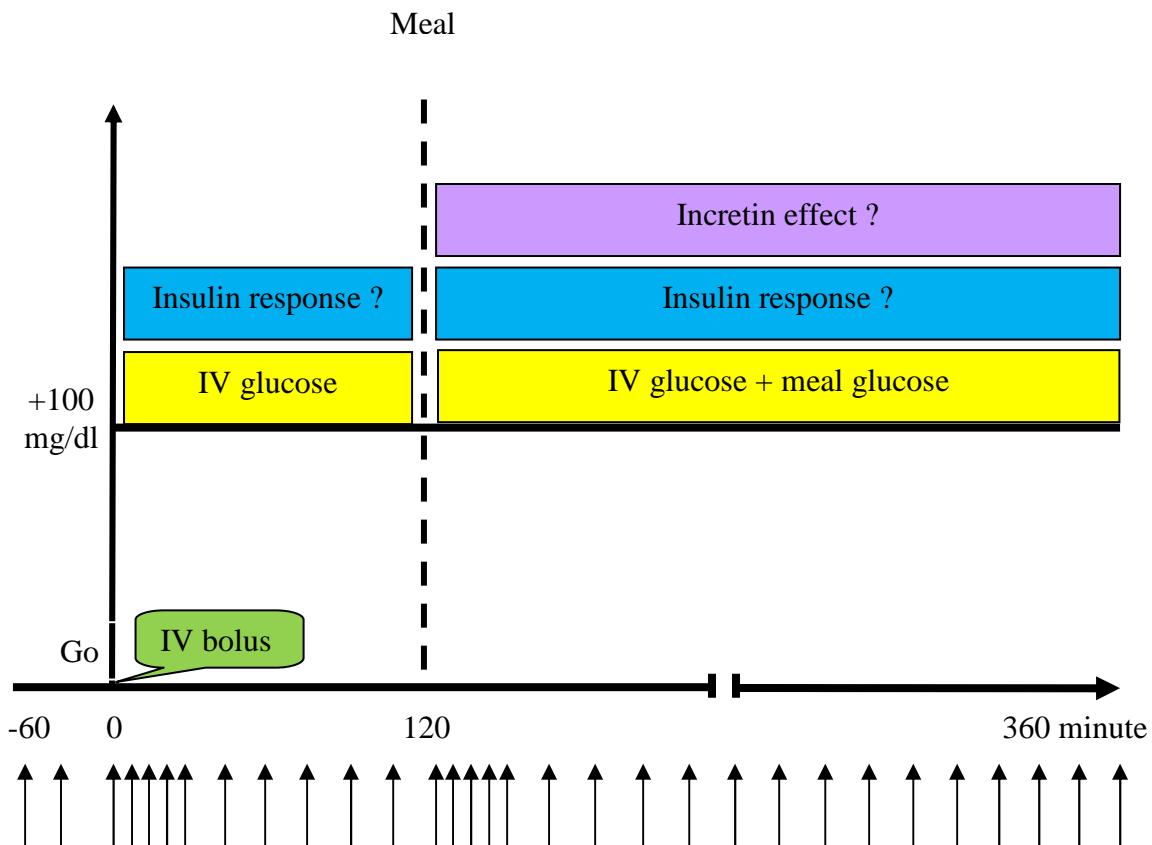 Meal
Incretin effect ?
Insulin response ?
Insulin response ?
IV glucose
IV glucose + meal glucose
+100
mg/dl
Go
IV bolus
-60
0
120
360 minute